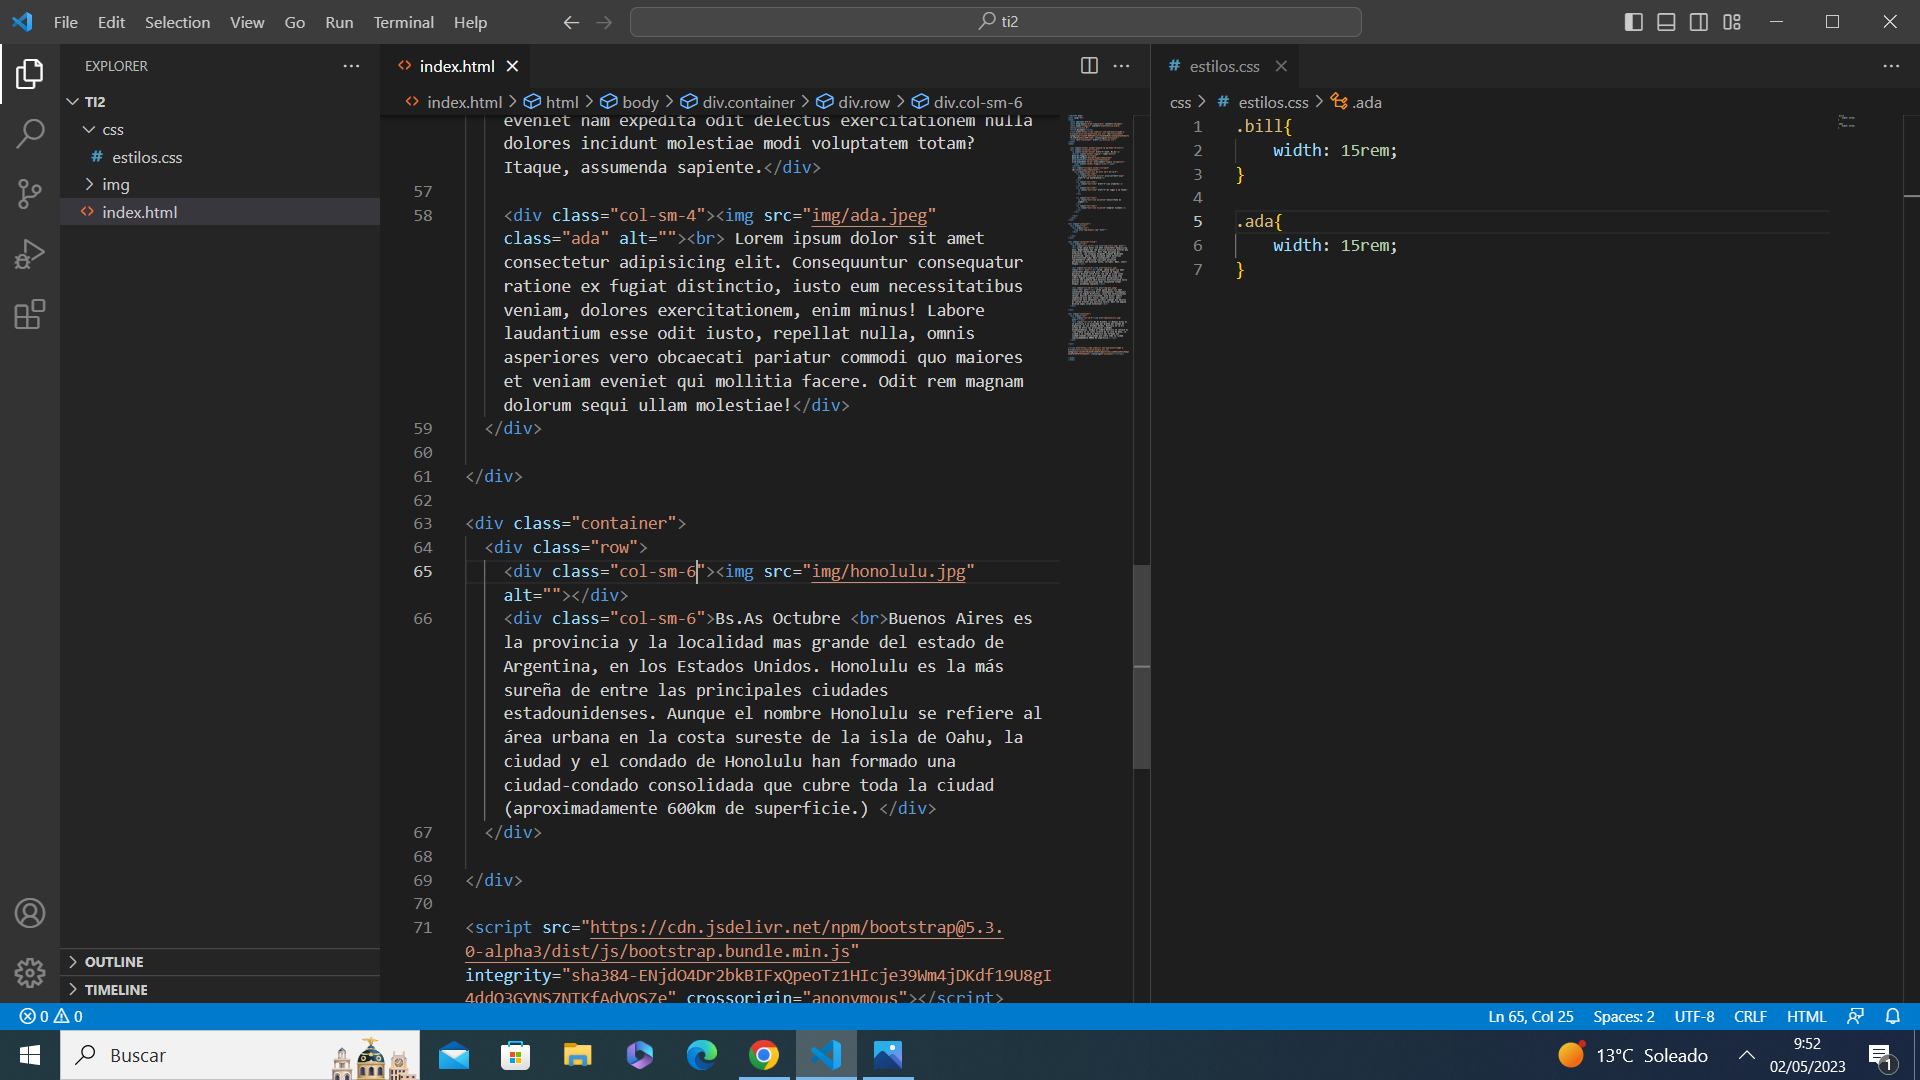 File Edit Selection View Go Run Terminal Help
ti2
EXPLORER
TI2
css
# estilos.css
img
<> index.html
OUTLINE
TIMELINE
<> index.html
<> index.html > html > body > div.container > div.row > div.col-sm-6
eveniet nam expedita odit delectus exercitationem nulla
dolores incidunt molestiae modi voluptatem totam?
Itaque, assumenda sapiente.</div>
57
58 <div class="col-sm-4"><img src="img/ada.jpeg"
class="ada" alt=""><br> Lorem ipsum dolor sit amet
consectetur adipisicing elit. Consequuntur consequatur
ratione ex fugiat distinctio, iusto eum necessitatibus
veniam, dolores exercitationem, enim minus! Labore
laudantium esse odit iusto, repellat nulla, omnis
asperiores vero obcaecati pariatur commodi quo maiores
et veniam eveniet qui mollitia facere. Odit rem magnam
dolorum sequi ullam molestiae!</div>
59 </div>
60
61 </div>
62
63 <div class="container">
64 <div class="row">
65 <div class="col-sm-6"><img src="img/honolulu.jpg"
alt=""></div>
66 <div class="col-sm-6">Bs.As Octubre <br>Buenos Aires es
la provincia y la localidad mas grande del estado de
Argentina, en los Estados Unidos. Honolulu es la más
sureña de entre las principales ciudades
estadounidenses. Aunque el nombre Honolulu se refiere al
área urbana en la costa sureste de la isla de Oahu, la
ciudad y el condado de Honolulu han formado una
ciudad-condado consolidada que cubre toda la ciudad
(aproximadamente 600km de superficie.) </div>
67 </div>
68
69 </div>
70
71 <script src="https://cdn.jsdelivr.net/npm/bootstrap@5.3.
0-alpha3/dist/js/bootstrap.bundle.min.js"
integrity="sha384-ENjdO4Dr2bkBIFxQpeoTz1HIcje39Wm4jDKdf19U8gI
4ddQ3GYNS7NTKfAdVQSZe" crossorigin="anonymous"></script>
# estilos.css
css > # estilos.css > .ada
1 .bill{
2 width: 15rem;
3 }
4
5 .ada{
6 width: 15rem;
7 }
0 0
Ln 65, Col 25 Spaces: 2 UTF-8 CRLF HTML
Buscar
13°C Soleado
9:52
02/05/2023
1